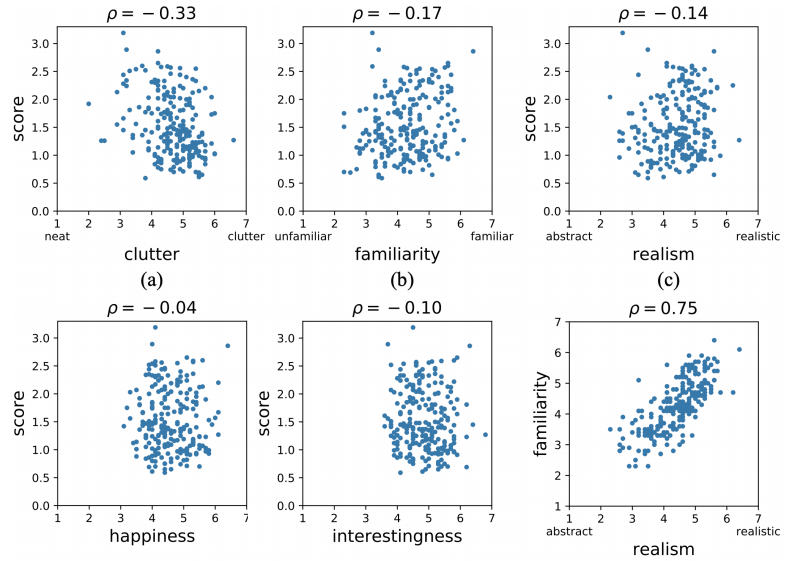 ρ = − 0.33
score
3.0
2.5
2.0
1.5
1.0
0.5
0.0
1 2 3 4 5 6 7
neat clutter
clutter
(a)
ρ = − 0.17
score
3.0
2.5
2.0
1.5
1.0
0.5
0.0
1 2 3 4 5 6 7
unfamiliar familiar
familiarity
(b)
ρ = − 0.14
score
3.0
2.5
2.0
1.5
1.0
0.5
0.0
1 2 3 4 5 6 7
abstract realistic
realism
(c)
ρ = − 0.04
score
3.0
2.5
2.0
1.5
1.0
0.5
0.0
1 2 3 4 5 6 7
happiness
ρ = − 0.10
score
3.0
2.5
2.0
1.5
1.0
0.5
0.0
1 2 3 4 5 6 7
interestingness
ρ = 0.75
familiarity
7
6
5
4
3
2
1
1 2 3 4 5 6 7
abstract realistic
realism